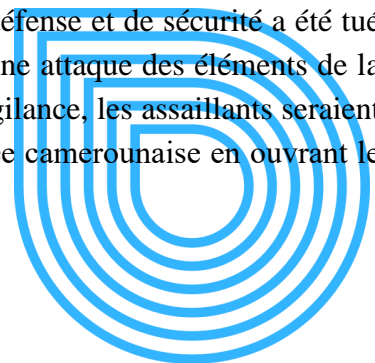 défense et de sécurité a été tué
ne attaque des éléments de la
gilance, les assaillants seraient
e camerounaise en ouvrant le